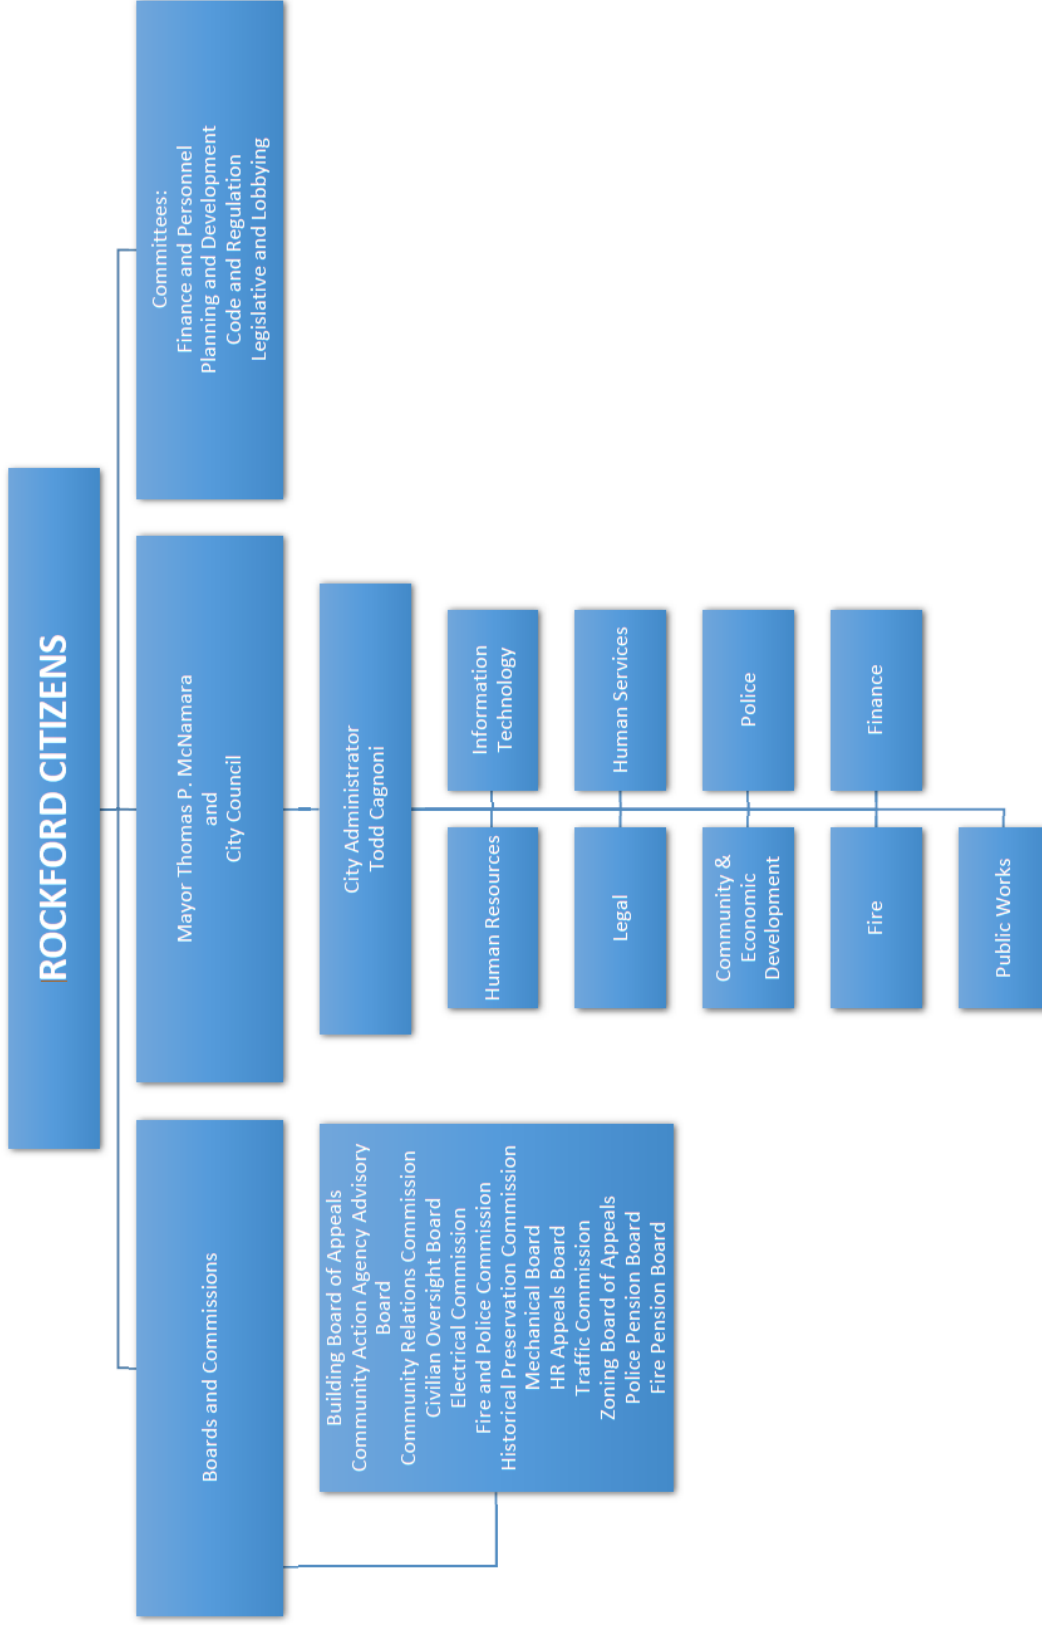 ROCKFORD CITIZENS
Boards and Commissions
Building Board of Appeals
Community Action Agency Advisory
Board
Community Relations Commission
Civilian Oversight Board
Electrical Commission
Fire and Police Commission
Historical Preservation Commission
Mechanical Board
HR Appeals Board
Traffic Commission
Zoning Board of Appeals
Police Pension Board
Fire Pension Board
Mayor Thomas P. McNamara
and
City Council
City Administrator
Todd Cagnoni
Human Resources
Information
Technology
Legal
Human Services
Community &
Economic
Development
Police
Fire
Finance
Public Works
Committees:
Finance and Personnel
Planning and Development
Code and Regulation
Legislative and Lobbying